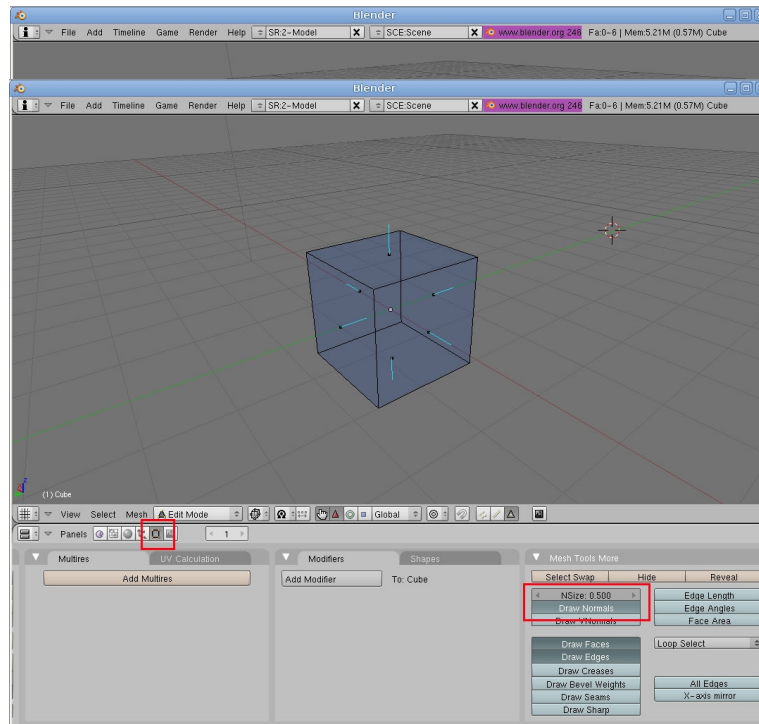 Blender
File Add Timeline Game Render Help SR:2-Model X SCE:Scene X www.blender.org 246 Fa:0-6 | Mem:5.21M (0.57M) Cube
Blender
File Add Timeline Game Render Help SR:2-Model X SCE:Scene X www.blender.org 246 Fa:0-6 | Mem:5.21M (0.57M) Cube
z
(1) Cube
View Select Mesh Edit Mode Global
Panels 1
Multires UV Calculation Modifiers Shapes Mesh Tools More
Add Multires Add Modifier To: Cube Select Swap Hide Reveal
NSize: 0.500 Edge Length
Draw Normals Edge Angles
Draw VNormals Face Area
Draw Faces Loop Select
Draw Edges
Draw Creases
Draw Bevel Weights All Edges
Draw Seams X-axis mirror
Draw Sharp